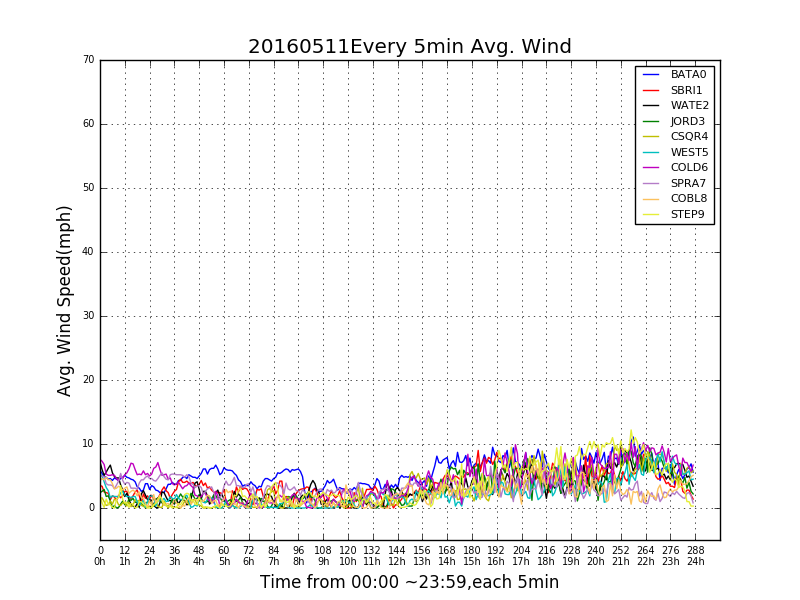 20160511Every 5min Avg. Wind
70
60
50
40
30
20
10
0
Avg. Wind Speed(mph)
BATA0
SBRI1
WATE2
JORD3
CSQR4
WEST5
COLD6
SPRA7
COBL8
STEP9
0 12 24 36 48 60 72 84 96 108 120 132 144 156 168 180 192 204 216 228 240 252 264 276 288
0h 1h 2h 3h 4h 5h 6h 7h 8h 9h 10h 11h 12h 13h 14h 15h 16h 17h 18h 19h 20h 21h 22h 23h 24h
Time from 00:00 ~23:59,each 5min